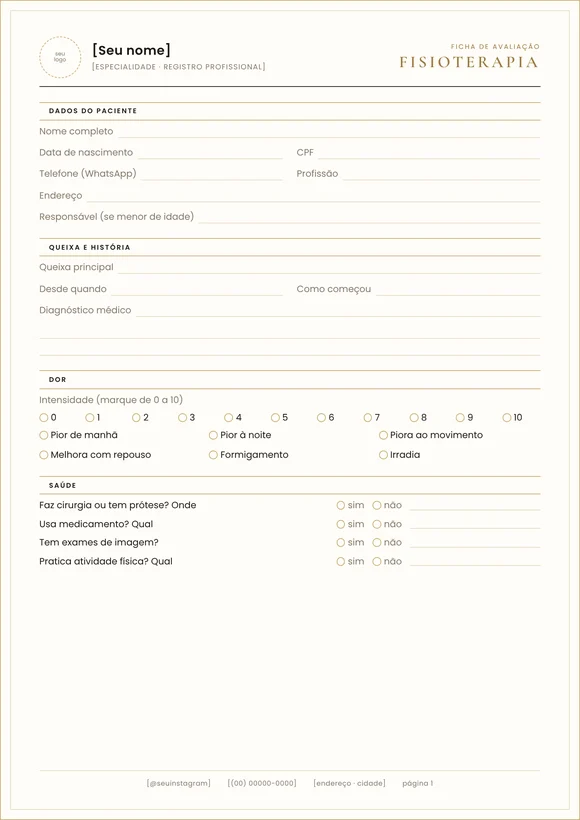 seu
logo
[Seu nome]
[ESPECIALIDADE · REGISTRO PROFISSIONAL]
FICHA DE AVALIAÇÃO
FISIOTERAPIA
DADOS DO PACIENTE
Nome completo
Data de nascimento CPF
Telefone (WhatsApp) Profissão
Endereço
Responsável (se menor de idade)
QUEIXA E HISTÓRIA
Queixa principal
Desde quando Como começou
Diagnóstico médico
DOR
Intensidade (marque de 0 a 10)
0 1 2 3 4 5 6 7 8 9 10
Pior de manhã Pior à noite Piora ao movimento
Melhora com repouso Formigamento Irradia
SAÚDE
Faz cirurgia ou tem prótese? Onde sim não
Usa medicamento? Qual sim não
Tem exames de imagem? sim não
Pratica atividade física? Qual sim não
[@seuinstagram] [(00) 00000-0000] [endereço · cidade] página 1